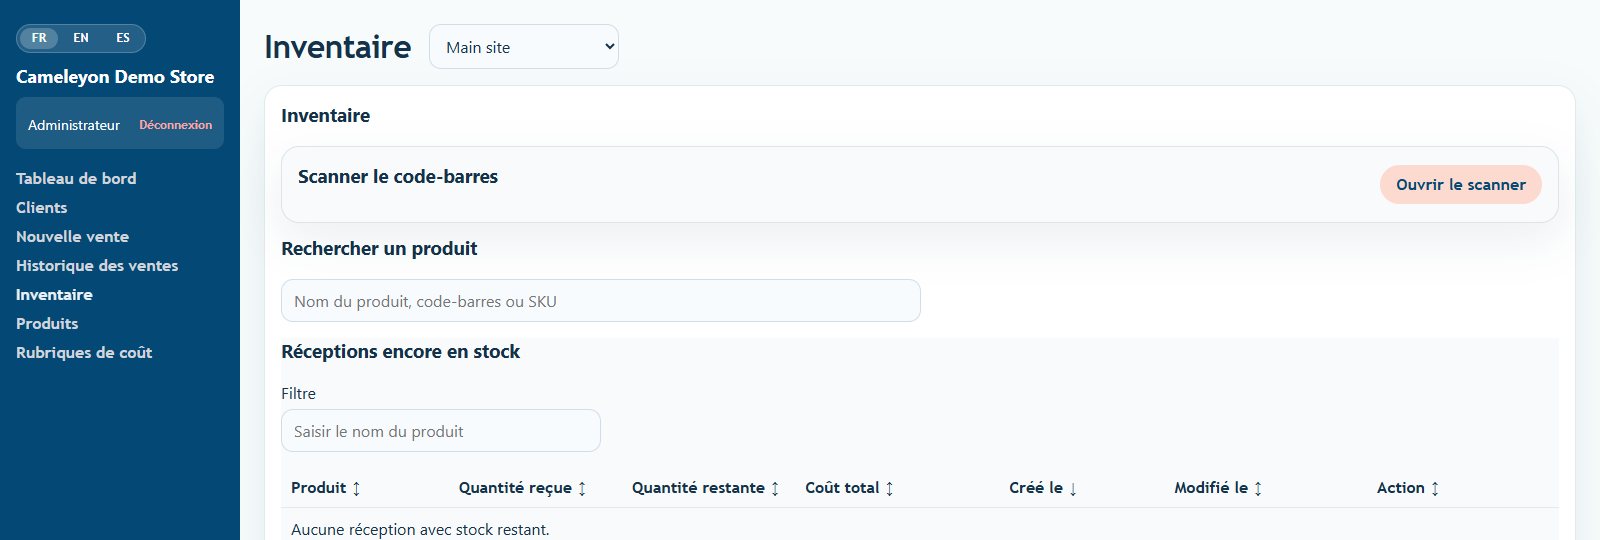 FR EN ES
Cameleyon Demo Store
Administrateur Déconnexion
Tableau de bord
Clients
Nouvelle vente
Historique des ventes
Inventaire
Produits
Rubriques de coût
Inventaire Main site
Inventaire
Scanner le code-barres Ouvrir le scanner
Rechercher un produit
Nom du produit, code-barres ou SKU
Réceptions encore en stock
Filtre
Saisir le nom du produit
Produit ↕ Quantité reçue ↕ Quantité restante ↕ Coût total ↕ Créé le ↓ Modifié le ↕ Action ↕
Aucune réception avec stock restant.